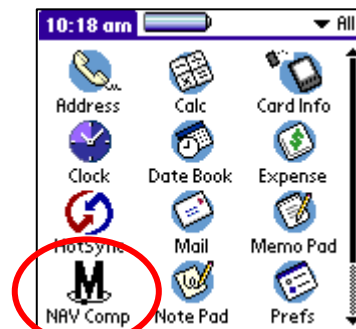 10:18 am All
Address Calc Card Info
Clock Date Book Expense
HotSync Mail Memo Pad
M
NAV Comp Note Pad Prefs